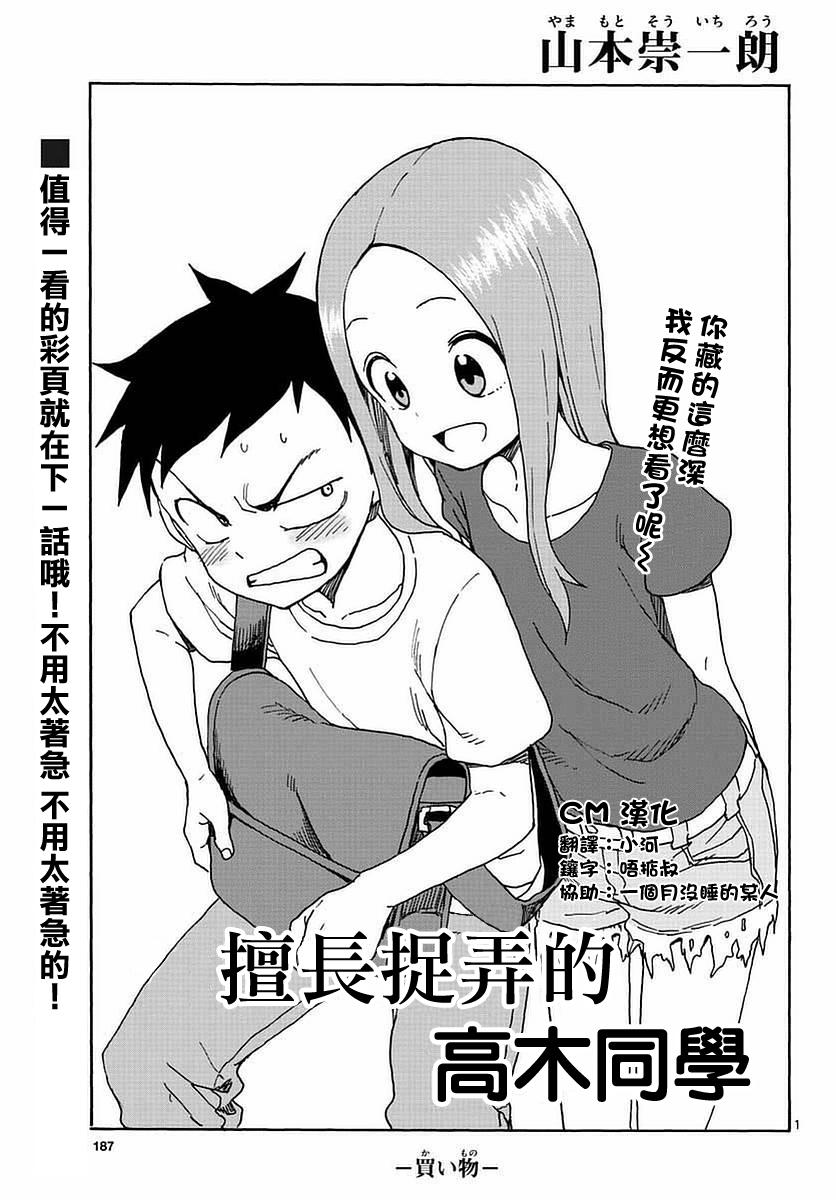 やま もと そう いち ろう
山本崇一朗
■值得一看的彩頁就在下一話哦！不用太著急 不用太著急的！
你藏的這麼深
我反而更想看了呢～
CM 漢化
翻譯：小河
鑲字：唔掂叔
協助：一個月沒睡的某人
擅長捉弄的
高木同學
1
187
か もの
－買い物－